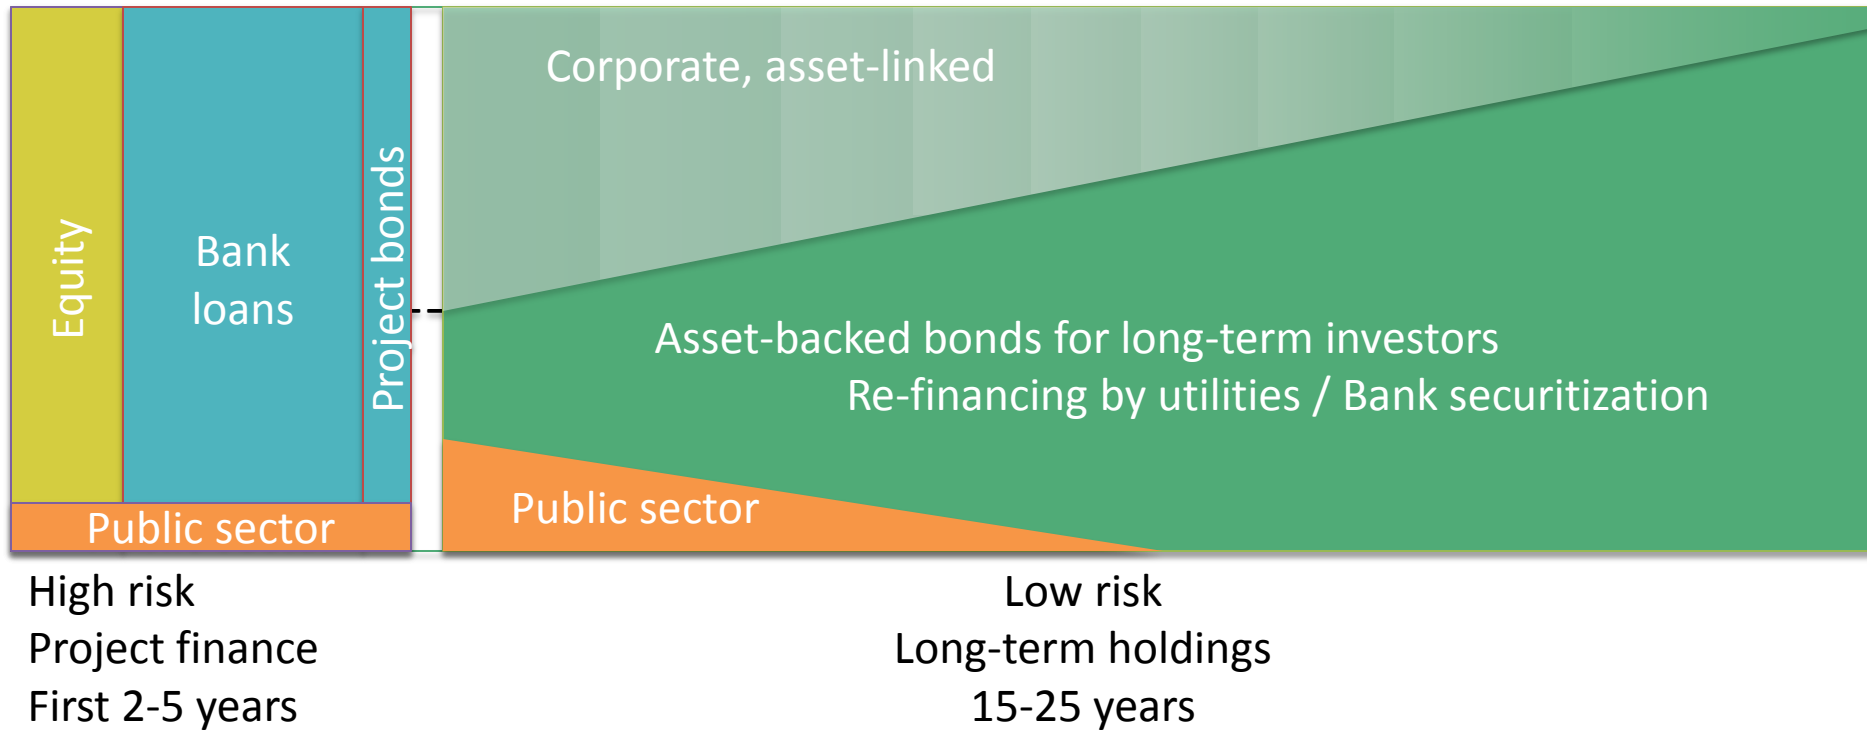 Equity
Bank
loans
Project bonds
Public sector
Corporate, asset-linked
Asset-backed bonds for long-term investors
Re-financing by utilities / Bank securitization
Public sector
High risk
Project finance
First 2-5 years
Low risk
Long-term holdings
15-25 years